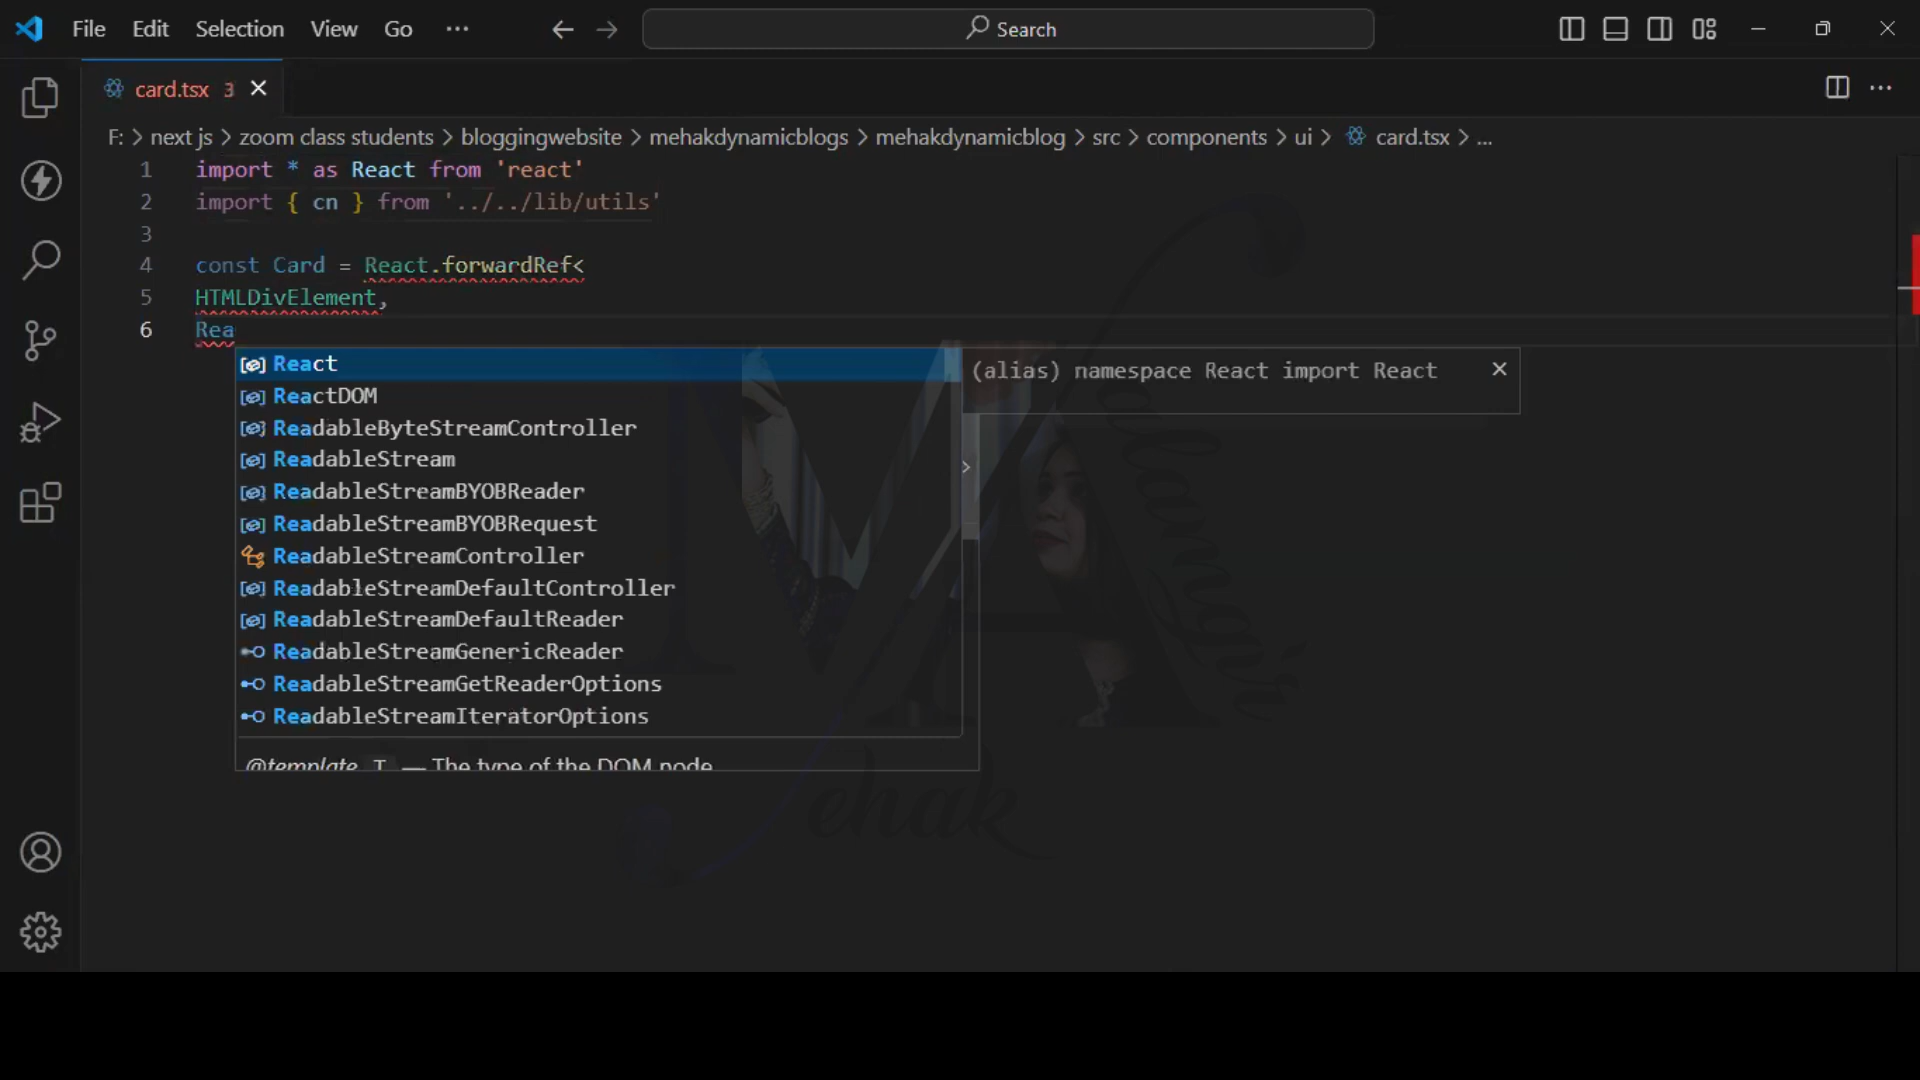 File Edit Selection View Go ... Search
card.tsx 3
F: > next js > zoom class students > bloggingwebsite > mehakdynamicblogs > mehakdynamicblog > src > components > ui > card.tsx > ...
1 import * as React from 'react'
2 import { cn } from '../../lib/utils'
3
4 const Card = React.forwardRef<
5 HTMLDivElement,
6 Rea
React
(alias) namespace React import React
ReactDOM
ReadableByteStreamController
ReadableStream
ReadableStreamBYOBReader
ReadableStreamBYOBRequest
ReadableStreamController
ReadableStreamDefaultController
ReadableStreamDefaultReader
ReadableStreamGenericReader
ReadableStreamGetReaderOptions
ReadableStreamIteratorOptions
@template T — The type of the DOM node
Mehak
Alamgir